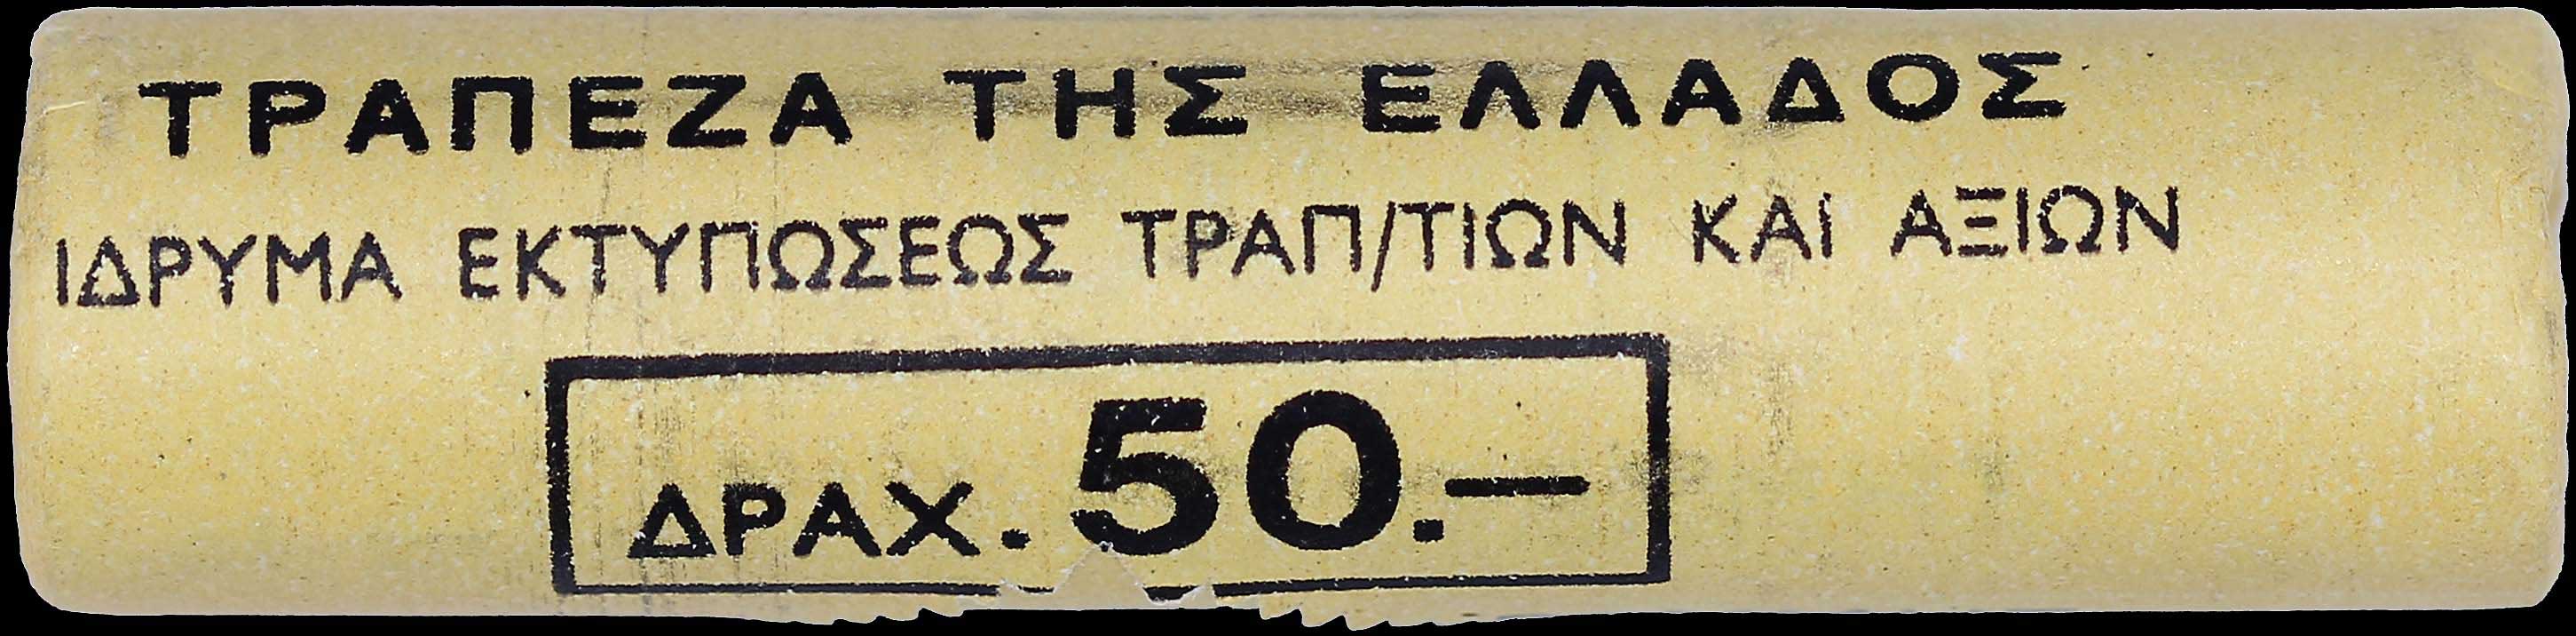 ΤΡΑΠΕΖΑ ΤΗΣ ΕΛΛΑΔΟΣ
ΙΔΡΥΜΑ ΕΚΤΥΠΩΣΕΩΣ ΤΡΑΠ/ΤΙΩΝ ΚΑΙ ΑΞΙΩΝ
ΔΡΑΧ. 50.—